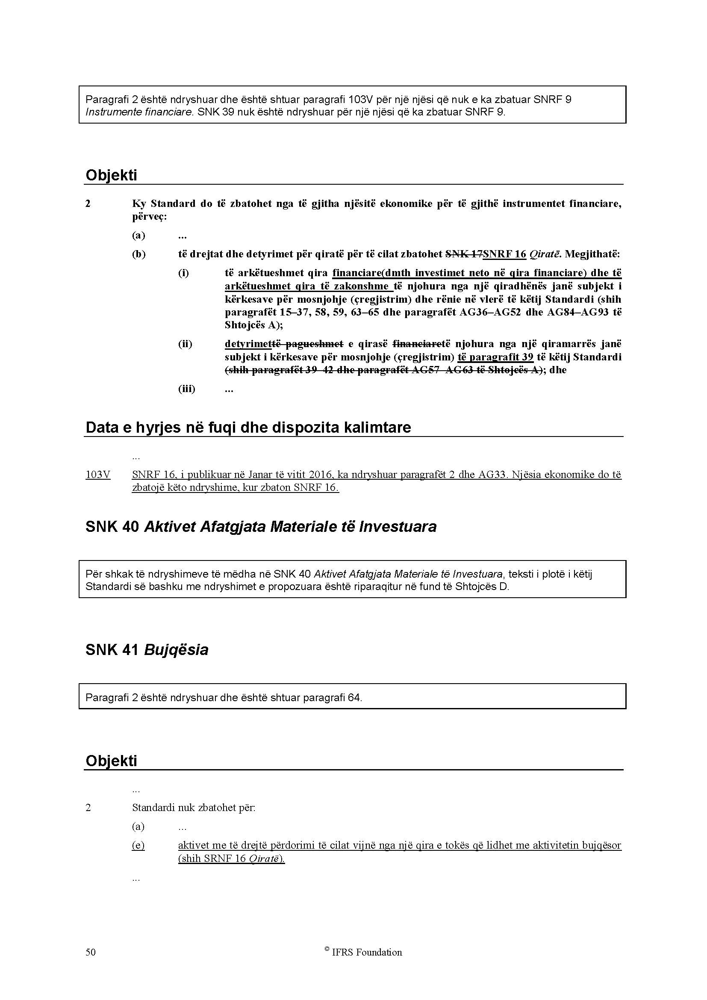 Paragrafi 2 është ndryshuar dhe është shtuar paragrafi 103V për një njësi që nuk e ka zbatuar SNRF 9
Instrumente financiare. SNK 39 nuk është ndryshuar për një njësi që ka zbatuar SNRF 9.
Objekti
2 Ky Standard do të zbatohet nga të gjitha njësitë ekonomike për të gjithë instrumentet financiare,
përveç:
(a) ...
(b) të drejtat dhe detyrimet për qiratë për të cilat zbatohet SNK 17SNRF 16 Qiratë. Megjithatë:
(i) të arkëtueshmet qira financiare(dmth investimet neto në qira financiare) dhe të
arkëtueshmet qira të zakonshme të njohura nga një qiradhënës janë subjekt i
kërkesave për mosnjohje (çregjistrim) dhe rënie në vlerë të këtij Standardi (shih
paragrafët 15–37, 58, 59, 63–65 dhe paragrafët AG36–AG52 dhe AG84–AG93 të
Shtojcës A);
(ii) detyrimettë pagueshmet e qirasë financiaretë njohura nga një qiramarrës janë
subjekt i kërkesave për mosnjohje (çregjistrim) të paragrafit 39 të këtij Standardi
(shih paragrafët 39–42 dhe paragrafët AG57–AG63 të Shtojcës A); dhe
(iii) ...
Data e hyrjes në fuqi dhe dispozita kalimtare
...
103V SNRF 16, i publikuar në Janar të vitit 2016, ka ndryshuar paragrafët 2 dhe AG33. Njësia ekonomike do të
zbatojë këto ndryshime, kur zbaton SNRF 16.
SNK 40 Aktivet Afatgjata Materiale të Investuara
Për shkak të ndryshimeve të mëdha në SNK 40 Aktivet Afatgjata Materiale të Investuara, teksti i plotë i këtij
Standardi së bashku me ndryshimet e propozuara është riparaqitur në fund të Shtojcës D.
SNK 41 Bujqësia
Paragrafi 2 është ndryshuar dhe është shtuar paragrafi 64.
Objekti
...
2 Standardi nuk zbatohet për:
(a) ...
(e) aktivet me të drejtë përdorimi të cilat vijnë nga një qira e tokës që lidhet me aktivitetin bujqësor
(shih SRNF 16 Qiratë).
...
50 © IFRS Foundation